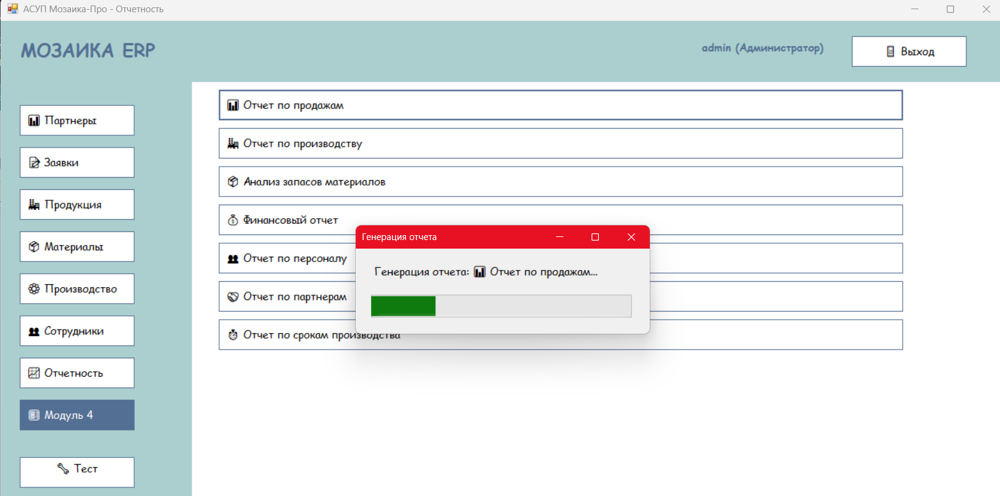 АСУП Мозаика-Про - Отчетность
МОЗАИКА ERP
admin (Администратор)
Выход
Партнеры
Заявки
Продукция
Материалы
Производство
Сотрудники
Отчетность
Модуль 4
Тест
Отчет по продажам
Отчет по производству
Анализ запасов материалов
Финансовый отчет
Отчет по персоналу
Отчет по партнерам
Отчет по срокам производства
Генерация отчета
Генерация отчета: Отчет по продажам...